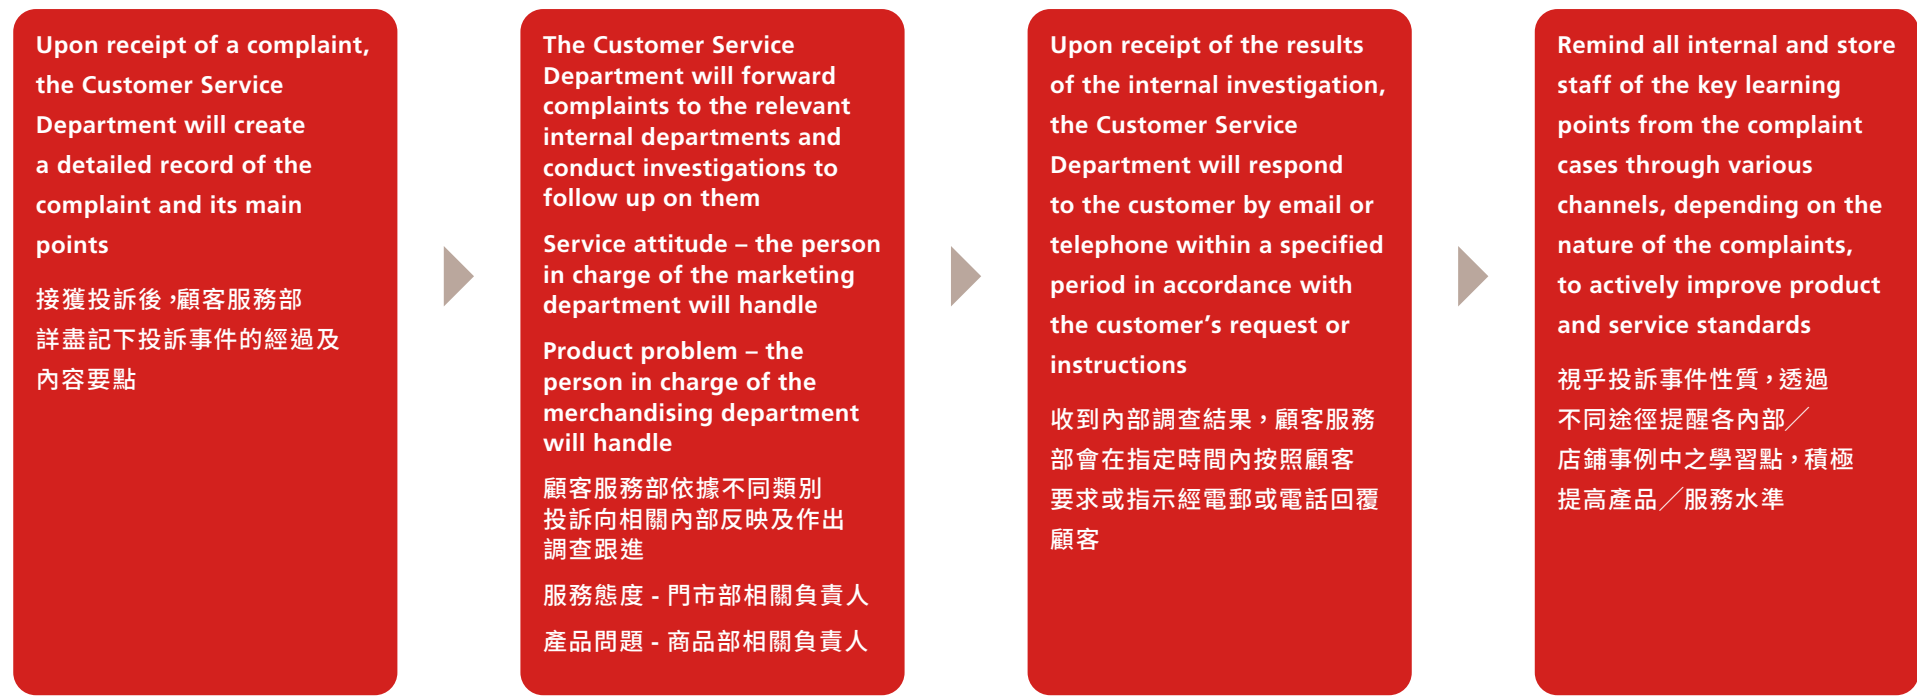 Upon receipt of a complaint,
the Customer Service
Department will create
a detailed record of the
complaint and its main
points
接獲投訴後，顧客服務部
詳盡記下投訴事件的經過及
內容要點
The Customer Service
Department will forward
complaints to the relevant
internal departments and
conduct investigations to
follow up on them
Service attitude – the person
in charge of the marketing
department will handle
Product problem – the
person in charge of the
merchandising department
will handle
顧客服務部依據不同類別
投訴向相關內部反映及作出
調查跟進
服務態度 - 門市部相關負責人
產品問題 - 商品部相關負責人
Upon receipt of the results
of the internal investigation,
the Customer Service
Department will respond
to the customer by email or
telephone within a specified
period in accordance with
the customer’s request or
instructions
收到內部調查結果，顧客服務
部會在指定時間內按照顧客
要求或指示經電郵或電話回覆
顧客
Remind all internal and store
staff of the key learning
points from the complaint
cases through various
channels, depending on the
nature of the complaints,
to actively improve product
and service standards
視乎投訴事件性質，透過
不同途徑提醒各內部╱
店鋪事例中之學習點，積極
提高產品╱服務水準